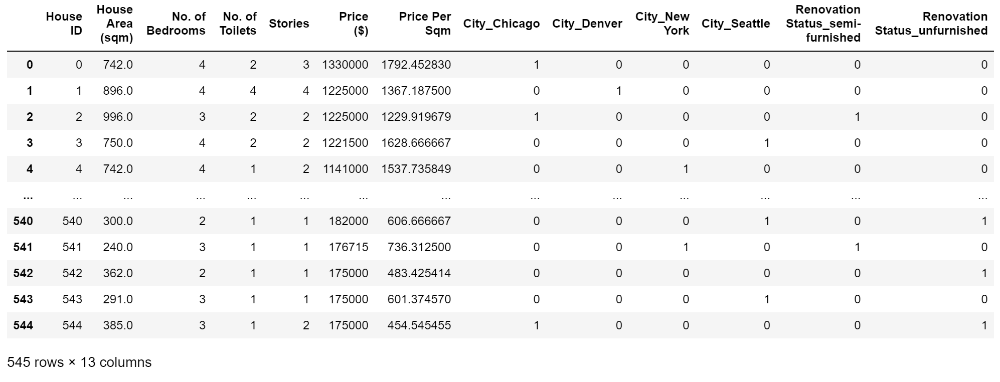 House ID House Area (sqm) No. of Bedrooms No. of Toilets Stories Price ($) Price Per Sqm City_Chicago City_Denver City_New York City_Seattle Renovation Status_semi-furnished Renovation Status_unfurnished
0 0 742.0 4 2 3 1330000 1792.452830 1 0 0 0 0 0
1 1 896.0 4 4 4 1225000 1367.187500 0 1 0 0 0 0
2 2 996.0 3 2 2 1225000 1229.919679 1 0 0 0 1 0
3 3 750.0 4 2 2 1221500 1628.666667 0 0 0 1 0 0
4 4 742.0 4 1 2 1141000 1537.735849 0 0 1 0 0 0
... ... ... ... ... ... ... ... ... ... ... ... ... ...
540 540 300.0 2 1 1 182000 606.666667 0 0 0 1 0 1
541 541 240.0 3 1 1 176715 736.312500 0 0 1 0 1 0
542 542 362.0 2 1 1 175000 483.425414 0 0 0 0 0 1
543 543 291.0 3 1 1 175000 601.374570 0 0 0 1 0 0
544 544 385.0 3 1 2 175000 454.545455 1 0 0 0 0 1
545 rows × 13 columns